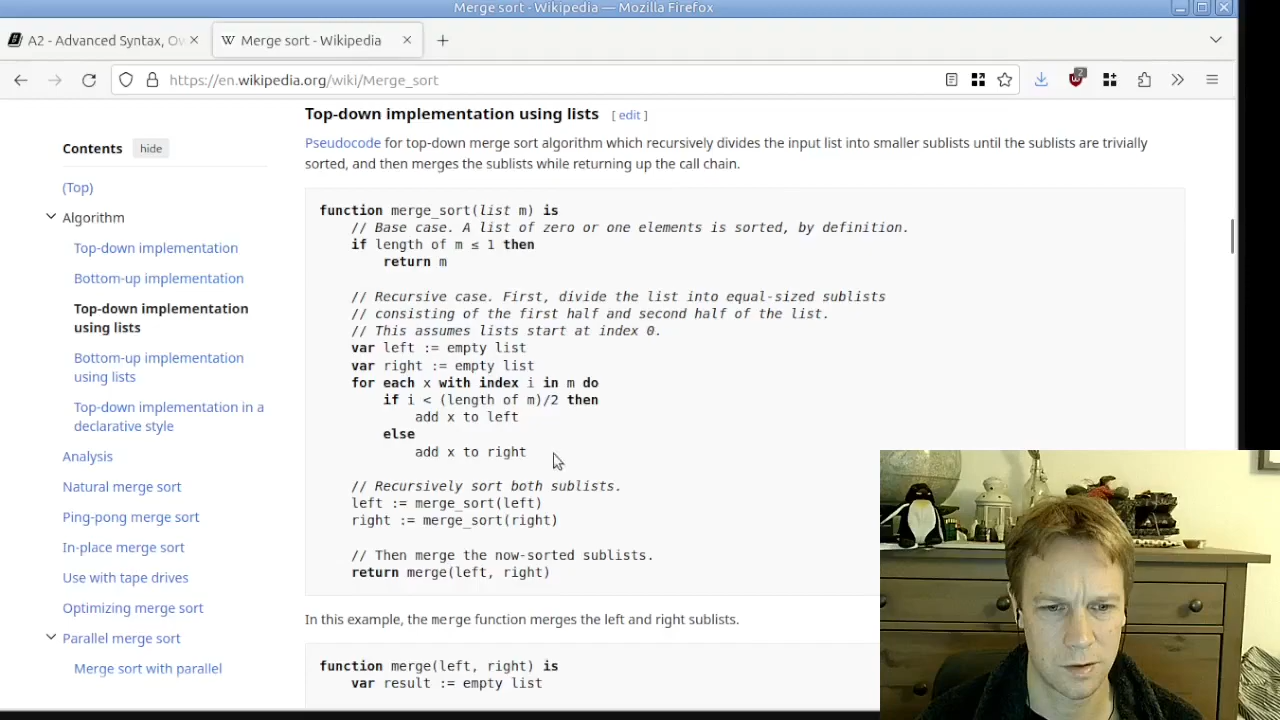 Merge sort - Wikipedia — Mozilla Firefox
A2 - Advanced Syntax, Ov
W Merge sort - Wikipedia
https://en.wikipedia.org/wiki/Merge_sort
2
Top-down implementation using lists [ edit ]
Pseudocode for top-down merge sort algorithm which recursively divides the input list into smaller sublists until the sublists are trivially
sorted, and then merges the sublists while returning up the call chain.
Contents hide
(Top)
Algorithm
Top-down implementation
Bottom-up implementation
Top-down implementation
using lists
Bottom-up implementation
using lists
Top-down implementation in a
declarative style
Analysis
Natural merge sort
Ping-pong merge sort
In-place merge sort
Use with tape drives
Optimizing merge sort
Parallel merge sort
Merge sort with parallel
function merge_sort(list m) is
// Base case. A list of zero or one elements is sorted, by definition.
if length of m ≤ 1 then
return m
// Recursive case. First, divide the list into equal-sized sublists
// consisting of the first half and second half of the list.
// This assumes lists start at index 0.
var left := empty list
var right := empty list
for each x with index i in m do
if i < (length of m)/2 then
add x to left
else
add x to right
// Recursively sort both sublists.
left := merge_sort(left)
right := merge_sort(right)
// Then merge the now-sorted sublists.
return merge(left, right)
In this example, the merge function merges the left and right sublists.
function merge(left, right) is
var result := empty list